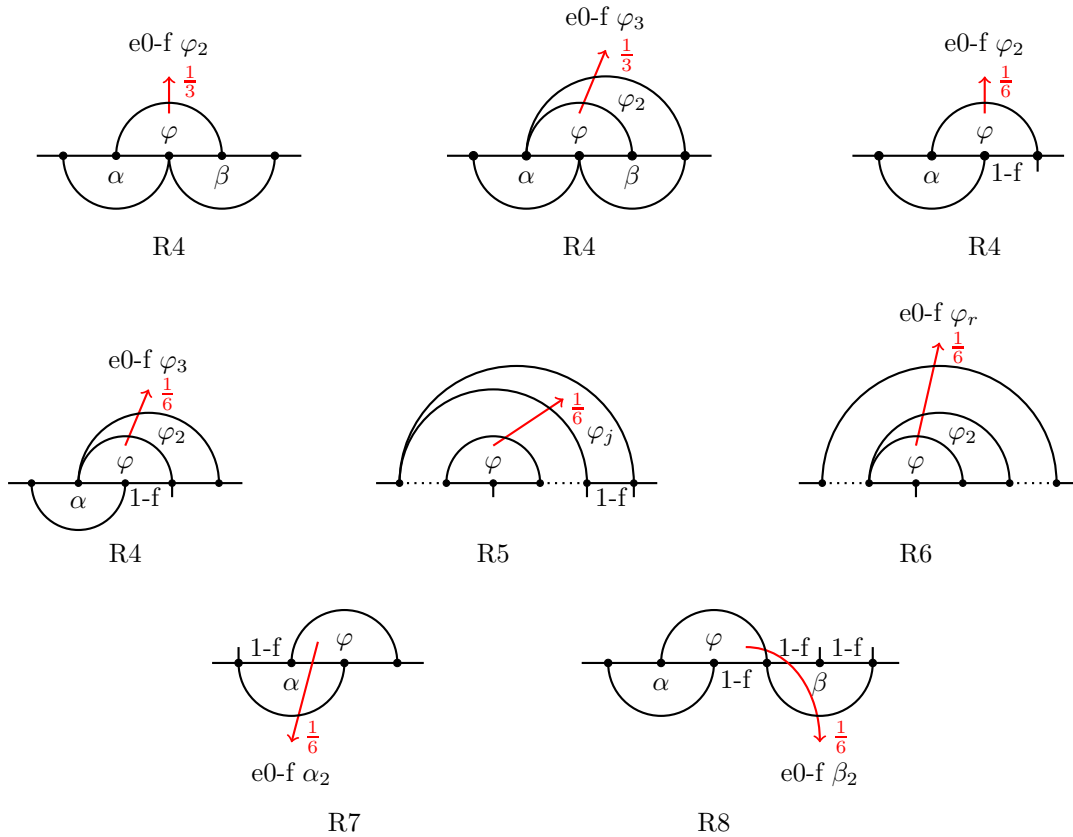 e0-f φ₂
1/3
φ
α β
R4
e0-f φ₃
1/3
φ₂
φ
α β
R4
e0-f φ₂
1/6
φ
α 1-f
R4
e0-f φ₃
1/6
φ₂
φ
α 1-f
R4
1/6
φⱼ
φ
1-f
R5
e0-f φᵣ
1/6
φ₂
φ
R6
1-f φ
α
1/6
e0-f α₂
R7
φ 1-f 1-f
α 1-f β
1/6
e0-f β₂
R8